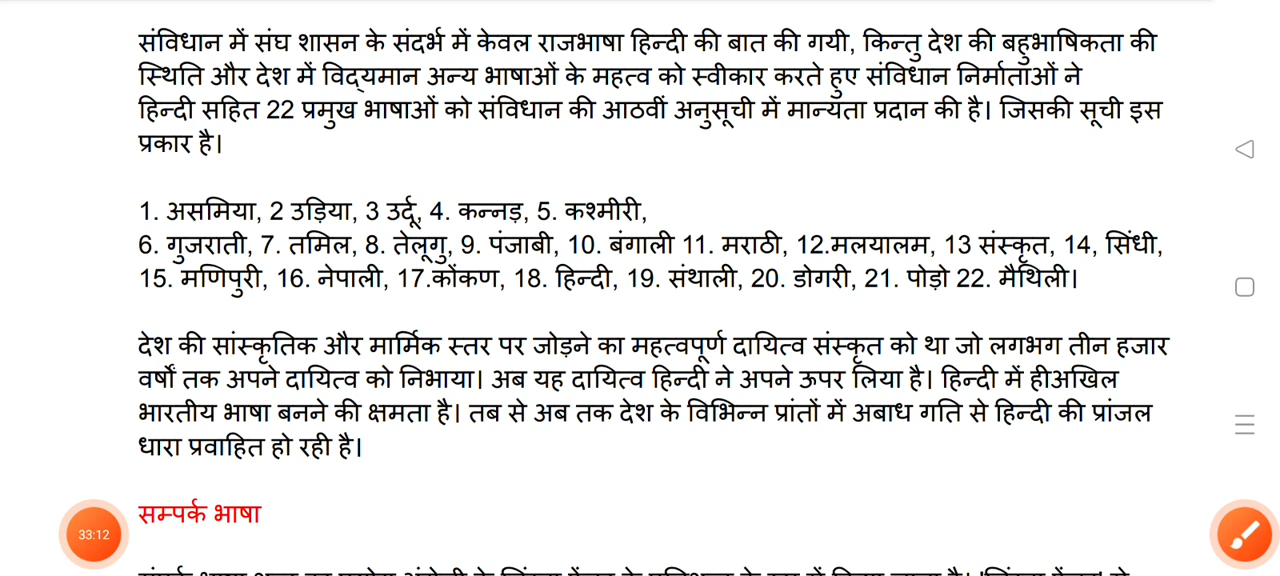 संविधान में संघ शासन के संदर्भ में केवल राजभाषा हिन्दी की बात की गयी, किन्तु देश की बहुभाषिकता की
स्थिति और देश में विद्यमान अन्य भाषाओं के महत्व को स्वीकार करते हुए संविधान निर्माताओं ने
हिन्दी सहित 22 प्रमुख भाषाओं को संविधान की आठवीं अनुसूची में मान्यता प्रदान की है। जिसकी सूची इस
प्रकार है।
1. असमिया, 2 उड़िया, 3 उर्दू, 4. कन्नड़, 5. कश्मीरी,
6. गुजराती, 7. तमिल, 8. तेलूगु, 9. पंजाबी, 10. बंगाली 11. मराठी, 12.मलयालम, 13 संस्कृत, 14, सिंधी,
15. मणिपुरी, 16. नेपाली, 17.कोंकण, 18. हिन्दी, 19. संथाली, 20. डोगरी, 21. पोड़ो 22. मैथिली।
देश की सांस्कृतिक और मार्मिक स्तर पर जोड़ने का महत्वपूर्ण दायित्व संस्कृत को था जो लगभग तीन हजार
वर्षों तक अपने दायित्व को निभाया। अब यह दायित्व हिन्दी ने अपने ऊपर लिया है। हिन्दी में हीअखिल
भारतीय भाषा बनने की क्षमता है। तब से अब तक देश के विभिन्न प्रांतों में अबाध गति से हिन्दी की प्रांजल
धारा प्रवाहित हो रही है।
सम्पर्क भाषा
33:12